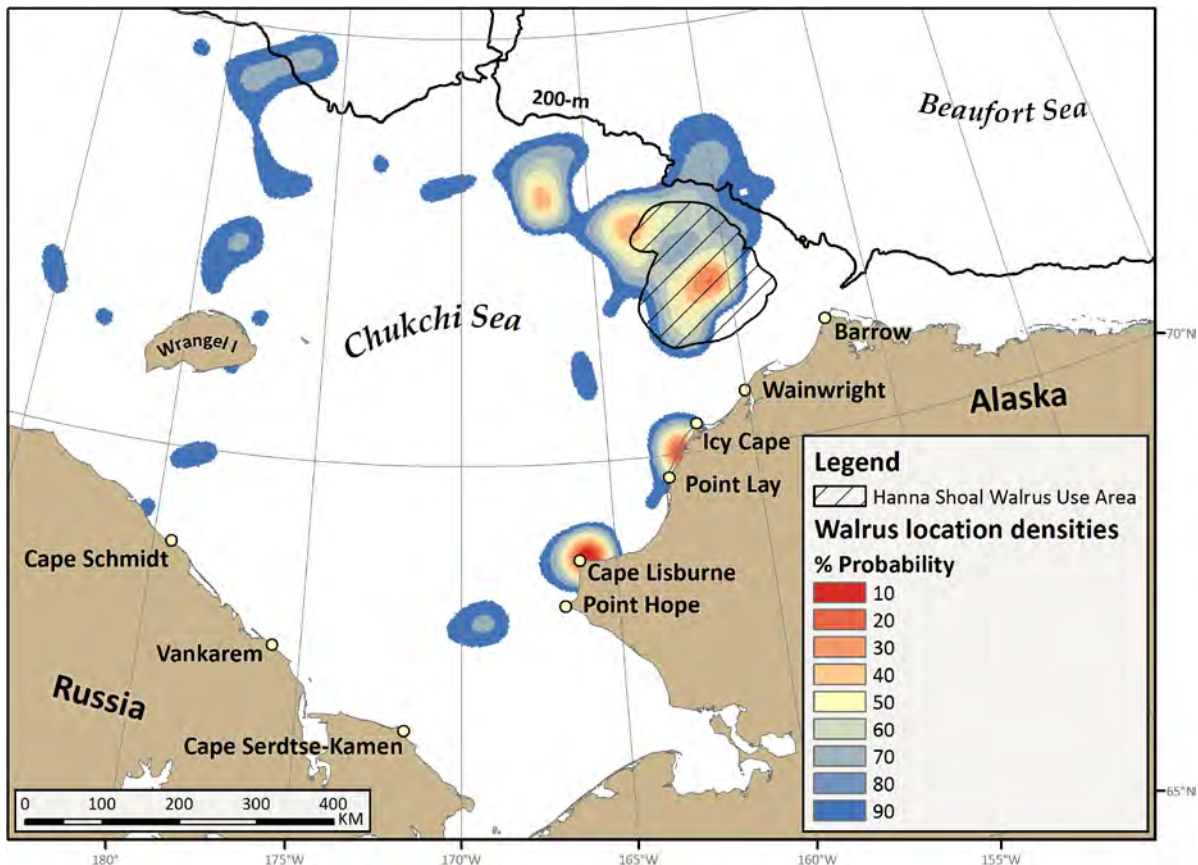 200-m
Beaufort Sea
Chukchi Sea
Wrangel I
Barrow
70°N
Wainwright
Alaska
Icy Cape
Point Lay
Cape Schmidt
Cape Lisburne
Point Hope
Vankarem
Russia
Cape Serdtse-Kamen
Legend
Hanna Shoal Walrus Use Area
Walrus location densities
% Probability
10
20
30
40
50
60
70
80
90
0 100 200 300 400
KM
65°N
180° 175°W 170°W 165°W 160°W 155°W